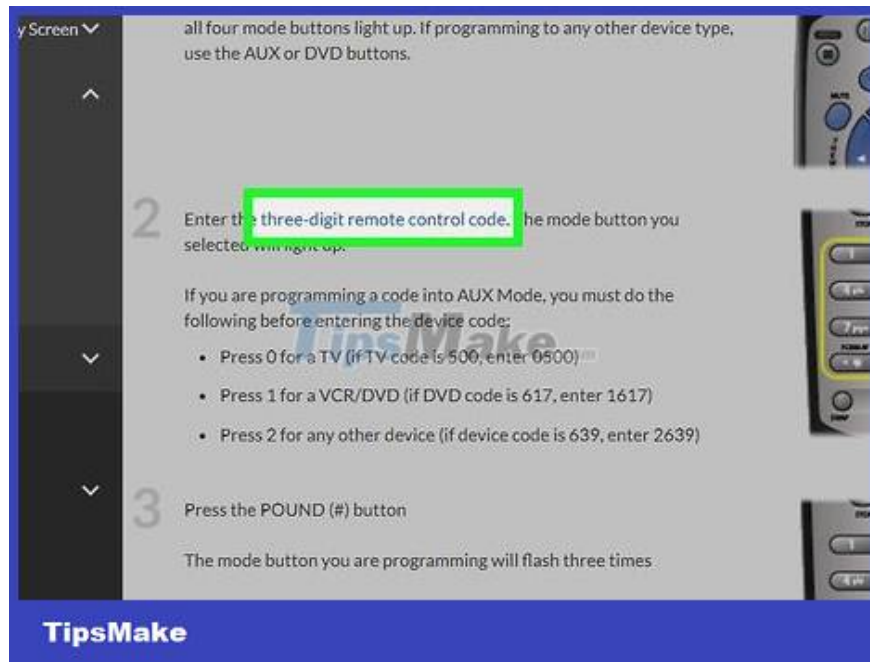 y Screen
all four mode buttons light up. If programming to any other device type,
use the AUX or DVD buttons.
MUTE
2
Enter the three-digit remote control code. The mode button you
selected will light up.
If you are programming a code into AUX Mode, you must do the
following before entering the device code:
• Press 0 for a TV (if TV code is 500, enter 0500)
• Press 1 for a VCR/DVD (if DVD code is 617, enter 1617)
• Press 2 for any other device (if device code is 639, enter 2639)
TipsMake.com
3
Press the POUND (#) button
The mode button you are programming will flash three times
TipsMake